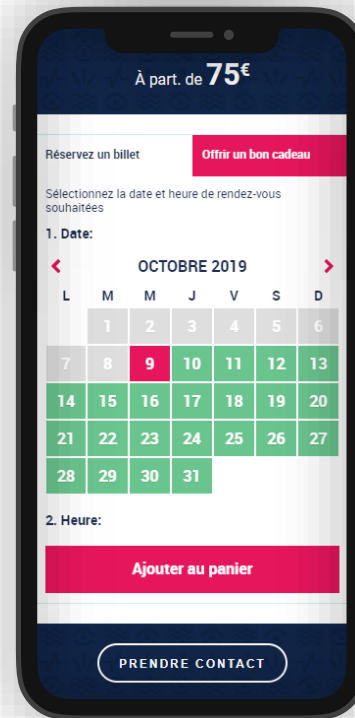 À part. de 75€
Réservez un billet
Offrir un bon cadeau
Sélectionnez la date et heure de rendez-vous
souhaitées
1. Date:
OCTOBRE 2019
L M M J V S D
1 2 3 4 5 6
7 8 9 10 11 12 13
14 15 16 17 18 19 20
21 22 23 24 25 26 27
28 29 30 31
2. Heure:
Ajouter au panier
PRENDRE CONTACT